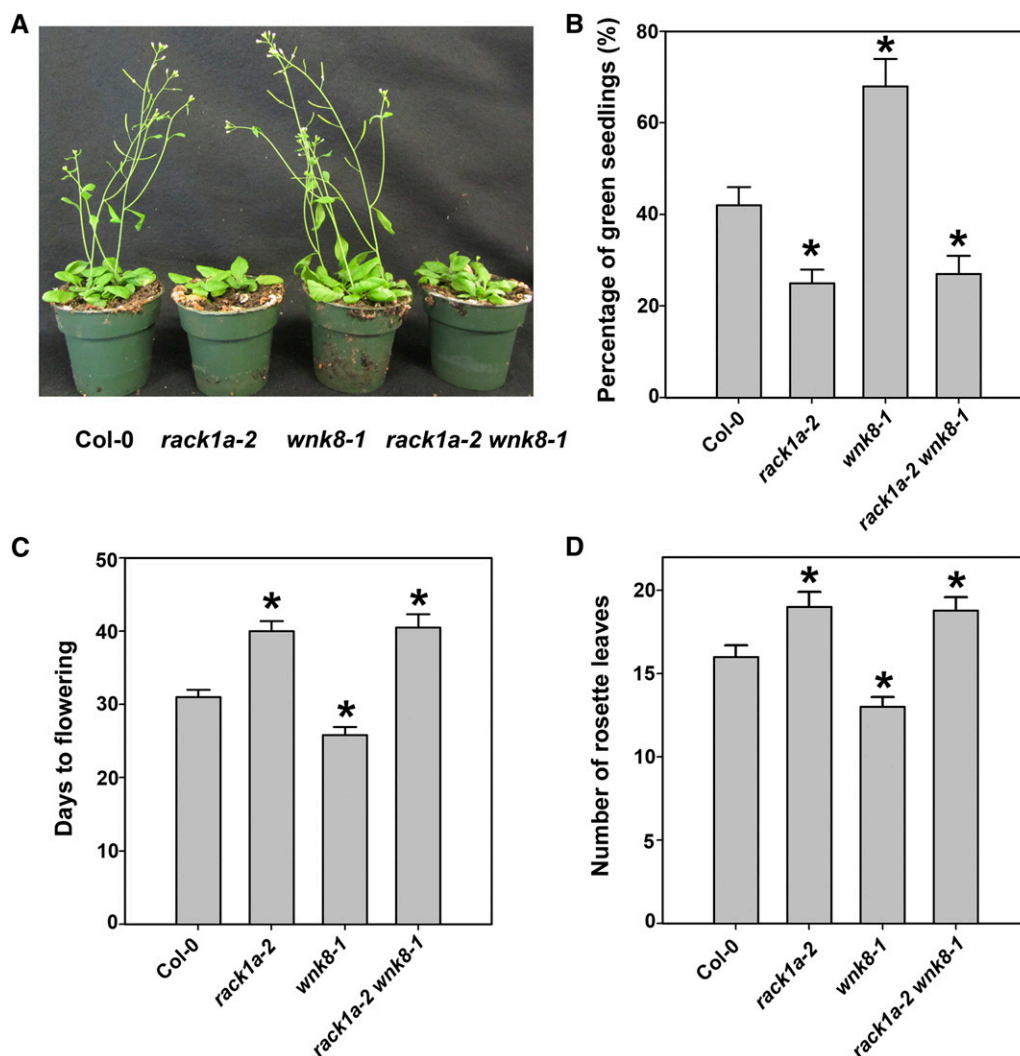 A
Col-0 rack1a-2 wnk8-1 rack1a-2 wnk8-1
B
Percentage of green seedlings (%)
80
60
40
20
0
*
*
*
Col-0
rack1a-2
wnk8-1
rack1a-2 wnk8-1
C
Days to flowering
50
40
30
20
10
0
*
*
*
Col-0
rack1a-2
wnk8-1
rack1a-2 wnk8-1
D
Number of rosette leaves
20
15
10
5
0
*
*
*
Col-0
rack1a-2
wnk8-1
rack1a-2 wnk8-1